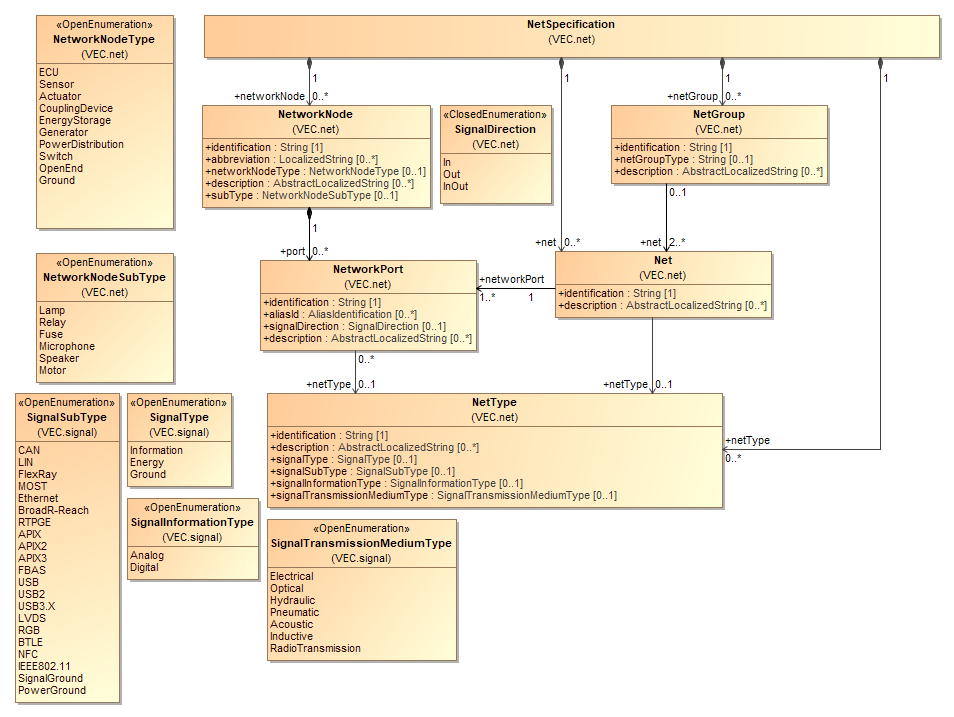 «OpenEnumeration»
NetworkNodeType
(VEC.net)
ECU
Sensor
Actuator
CouplingDevice
EnergyStorage
Generator
PowerDistribution
Switch
OpenEnd
Ground
NetSpecification
(VEC.net)
1
1
1
1
+networkNode
0..*
+netGroup
0..*
NetworkNode
(VEC.net)
+identification : String [1]
+abbreviation : LocalizedString [0..*]
+networkNodeType : NetworkNodeType [0..1]
+description : AbstractLocalizedString [0..*]
+subType : NetworkNodeSubType [0..1]
«ClosedEnumeration»
SignalDirection
(VEC.net)
In
Out
InOut
NetGroup
(VEC.net)
+identification : String [1]
+netGroupType : String [0..1]
+description : AbstractLocalizedString [0..*]
0..1
1
+port
0..*
+net
0..*
+net
2..*
«OpenEnumeration»
NetworkNodeSubType
(VEC.net)
Lamp
Relay
Fuse
Microphone
Speaker
Motor
NetworkPort
(VEC.net)
+identification : String [1]
+aliasId : AliasIdentification [0..*]
+signalDirection : SignalDirection [0..1]
+description : AbstractLocalizedString [0..*]
+networkPort
1..*
1
Net
(VEC.net)
+identification : String [1]
+description : AbstractLocalizedString [0..*]
0..*
+netType
0..1
+netType
0..1
«OpenEnumeration»
SignalSubType
(VEC.signal)
CAN
LIN
FlexRay
MOST
Ethernet
BroadR-Reach
RTPGE
APIX
APIX2
APIX3
FBAS
USB
USB2
USB3.X
LVDS
RGB
BTLE
NFC
IEEE802.11
SignalGround
PowerGround
«OpenEnumeration»
SignalType
(VEC.signal)
Information
Energy
Ground
NetType
(VEC.net)
+identification : String [1]
+description : AbstractLocalizedString [0..*]
+signalType : SignalType [0..1]
+signalSubType : SignalSubType [0..1]
+signalInformationType : SignalInformationType [0..1]
+signalTransmissionMediumType : SignalTransmissionMediumType [0..1]
+netType
0..*
«OpenEnumeration»
SignalInformationType
(VEC.signal)
Analog
Digital
«OpenEnumeration»
SignalTransmissionMediumType
(VEC.signal)
Electrical
Optical
Hydraulic
Pneumatic
Acoustic
Inductive
RadioTransmission